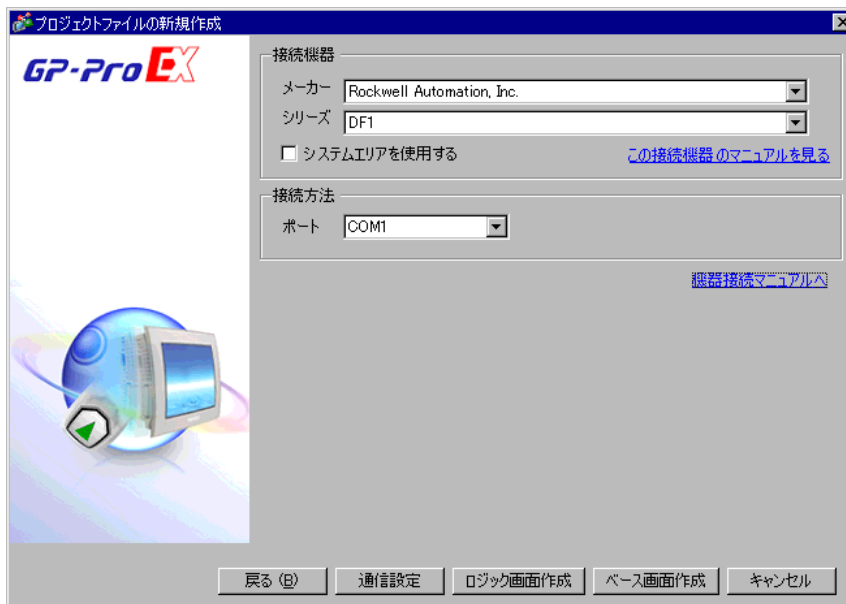 プロジェクトファイルの新規作成
GP-Pro EX
接続機器
メーカー Rockwell Automation, Inc.
シリーズ DF1
システムエリアを使用する この接続機器のマニュアルを見る
接続方法
ポート COM1
機器接続マニュアルへ
戻る (B) 通信設定 ロジック画面作成 ベース画面作成 キャンセル